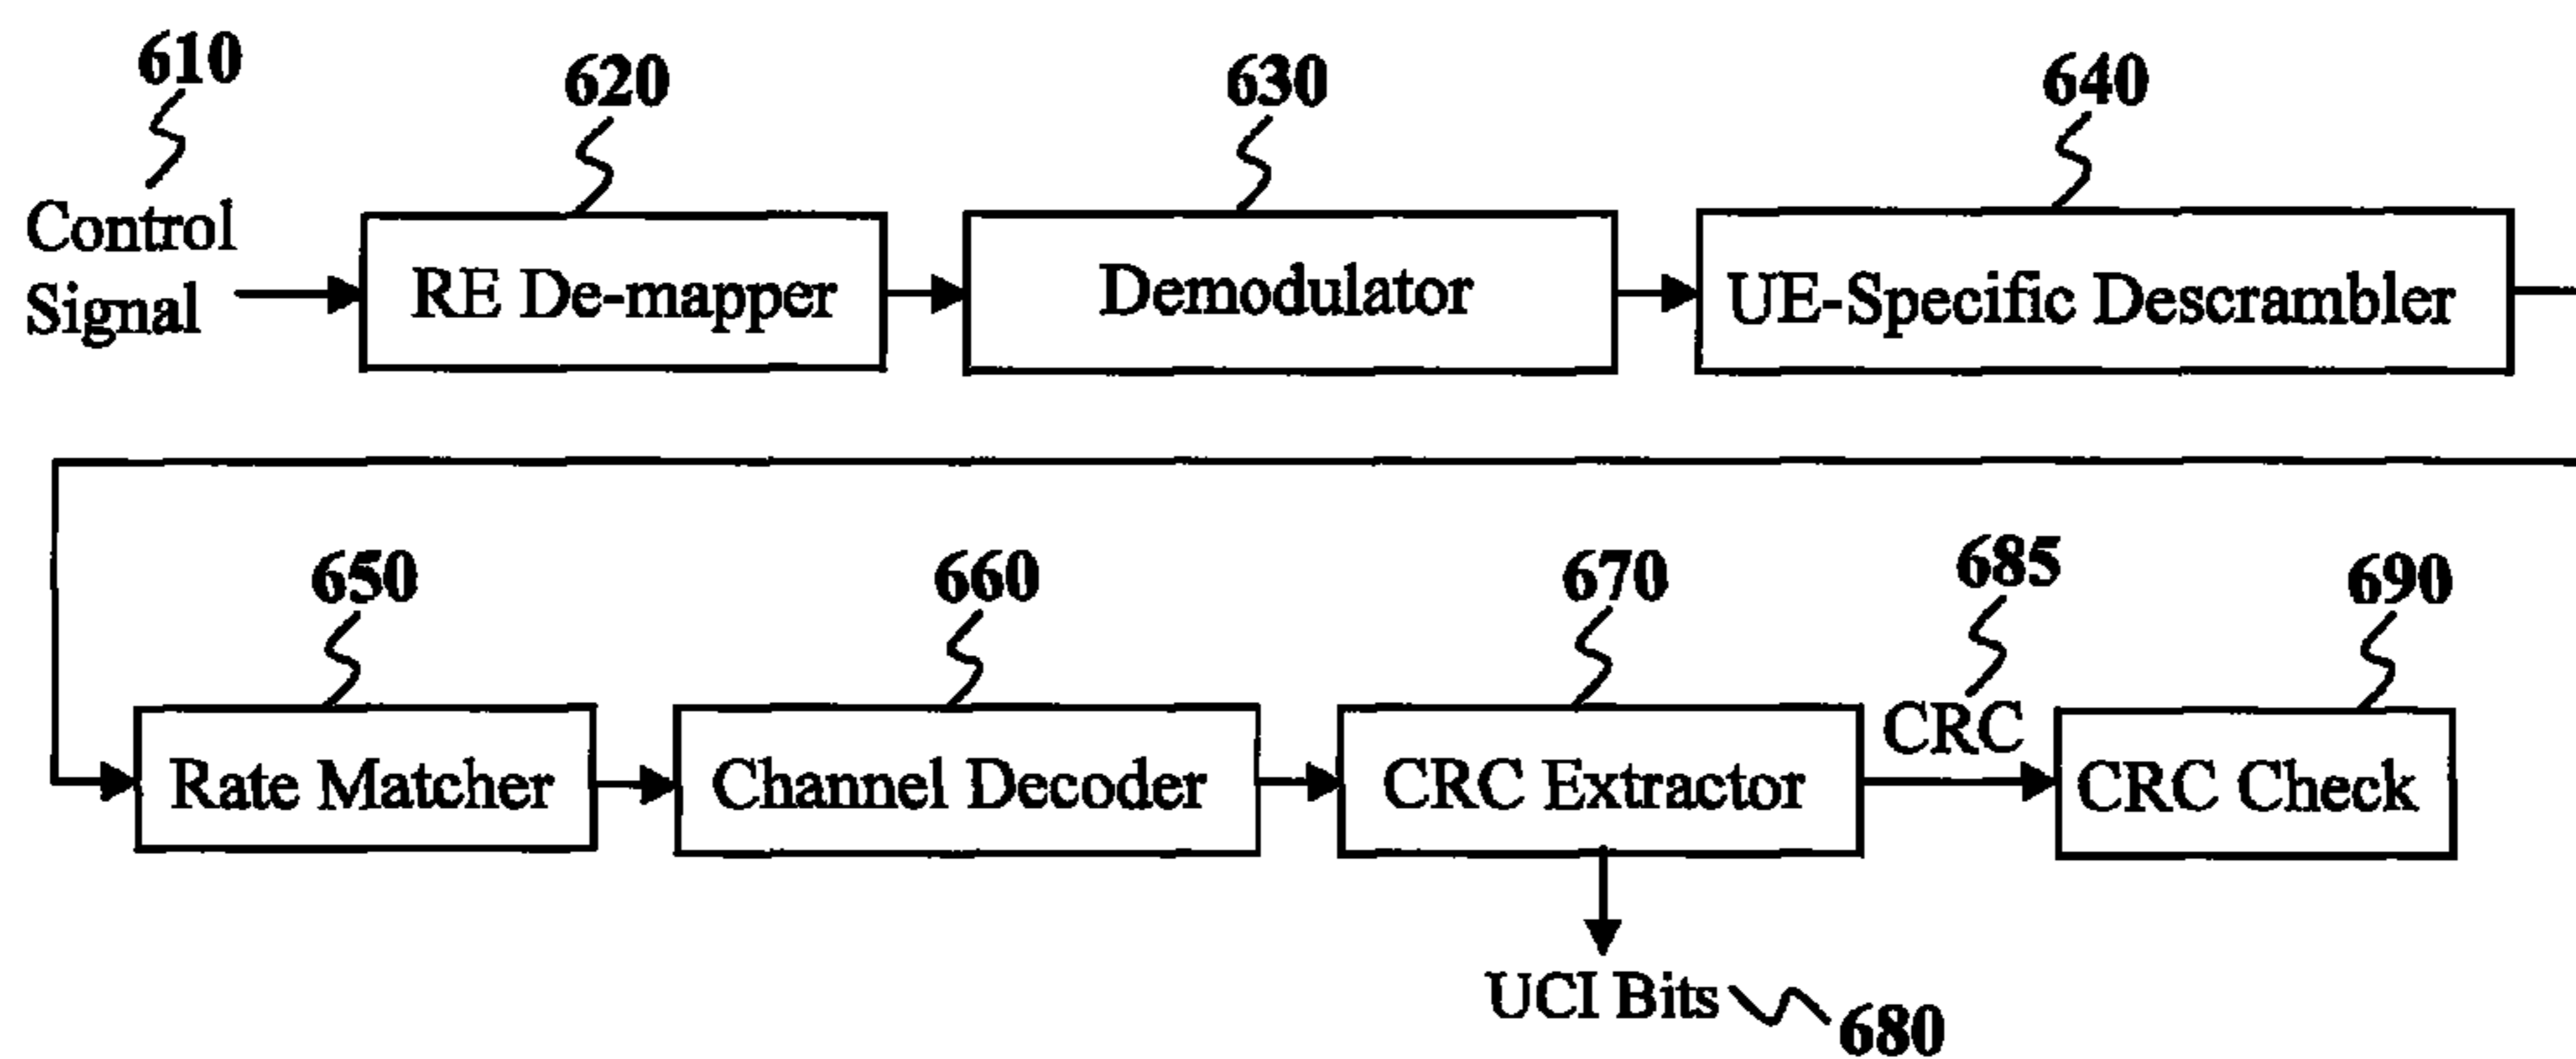 610
620
630
640
Control
Signal
RE De-mapper
Demodulator
UE-Specific Descrambler
650
660
670
685
690
CRC
Rate Matcher
Channel Decoder
CRC Extractor
CRC Check
UCI Bits
680